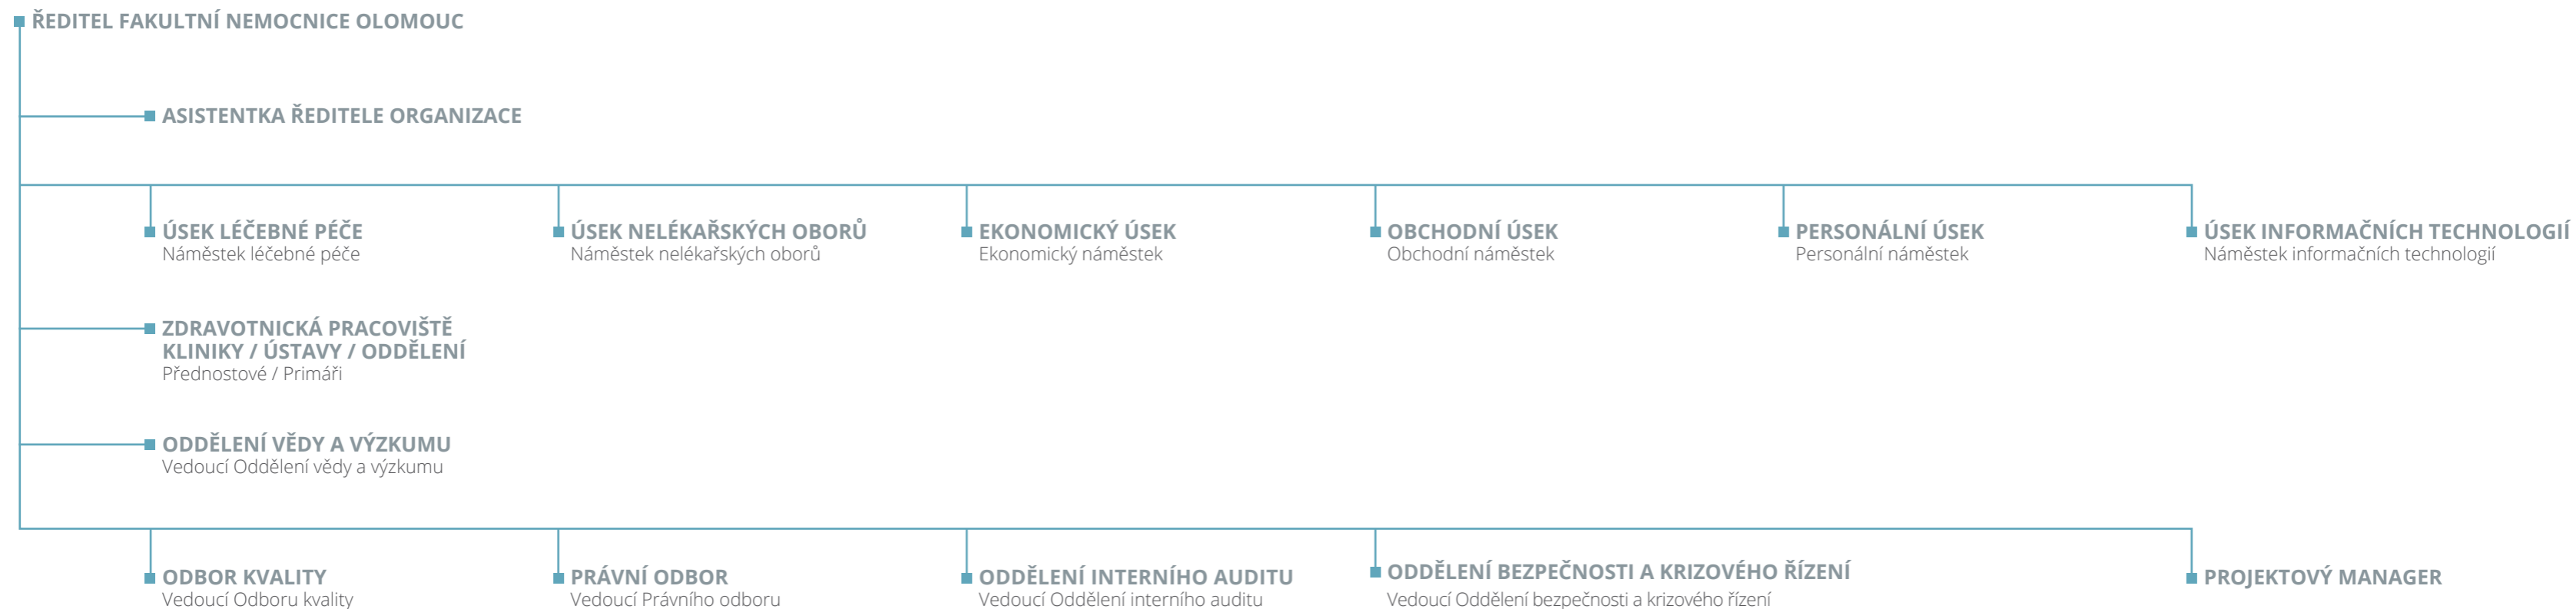 ŘEDITEL FAKULTNÍ NEMOCNICE OLOMOUC
ASISTENTKA ŘEDITELE ORGANIZACE
ÚSEK LÉČEBNÉ PÉČE
Náměstek léčebné péče
ÚSEK NELÉKAŘSKÝCH OBORŮ
Náměstek nelékařských oborů
EKONOMICKÝ ÚSEK
Ekonomický náměstek
OBCHODNÍ ÚSEK
Obchodní náměstek
PERSONÁLNÍ ÚSEK
Personální náměstek
ÚSEK INFORMAČNÍCH TECHNOLOGIÍ
Náměstek informačních technologií
ZDRAVOTNICKÁ PRACOVIŠTĚ
KLINIKY / ÚSTAVY / ODDĚLENÍ
Přednostové / Primáři
ODDĚLENÍ VĚDY A VÝZKUMU
Vedoucí Oddělení vědy a výzkumu
ODBOR KVALITY
Vedoucí Odboru kvality
PRÁVNÍ ODBOR
Vedoucí Právního odboru
ODDĚLENÍ INTERNÍHO AUDITU
Vedoucí Oddělení interního auditu
ODDĚLENÍ BEZPEČNOSTI A KRIZOVÉHO ŘÍZENÍ
Vedoucí Oddělení bezpečnosti a krizového řízení
PROJEKTOVÝ MANAGER